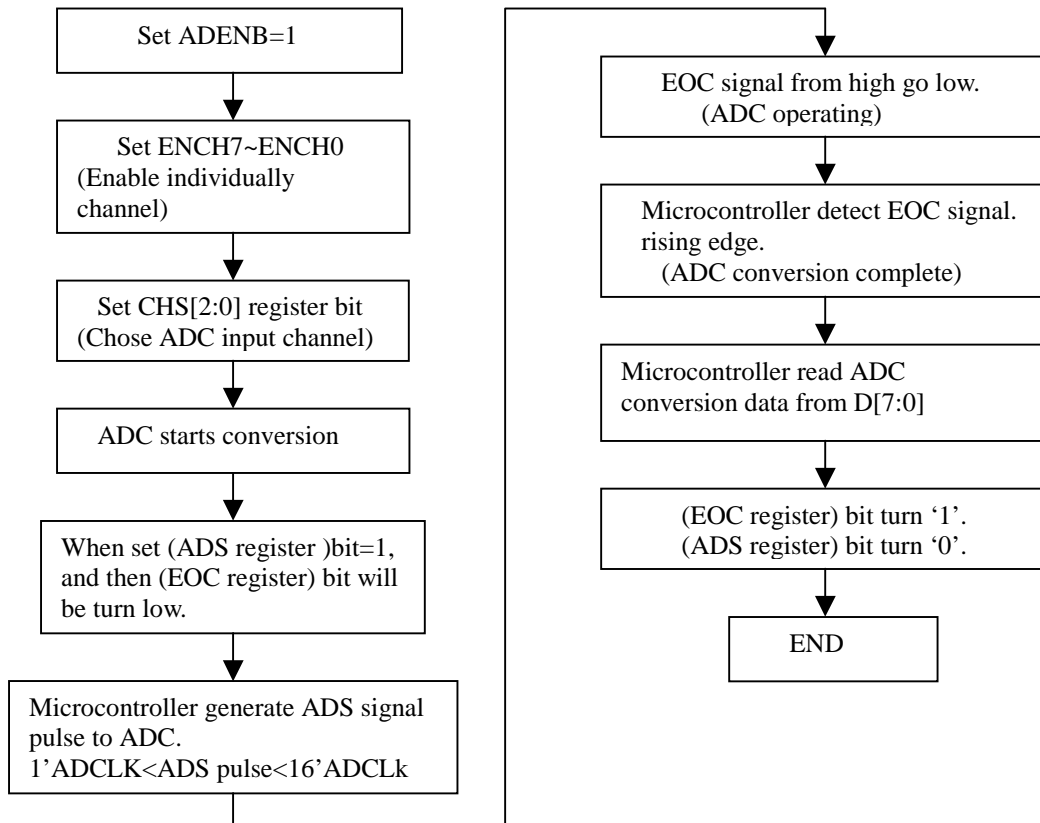 Set ADENB=1
Set ENCH7~ENCH0
(Enable individually
channel)
Set CHS[2:0] register bit
(Chose ADC input channel)
ADC starts conversion
When set (ADS register )bit=1,
and then (EOC register) bit will
be turn low.
Microcontroller generate ADS signal
pulse to ADC.
1’ADCLK<ADS pulse<16’ADCLk
EOC signal from high go low.
(ADC operating)
Microcontroller detect EOC signal.
rising edge.
(ADC conversion complete)
Microcontroller read ADC
conversion data from D[7:0]
(EOC register) bit turn ‘1’.
(ADS register) bit turn ‘0’.
END